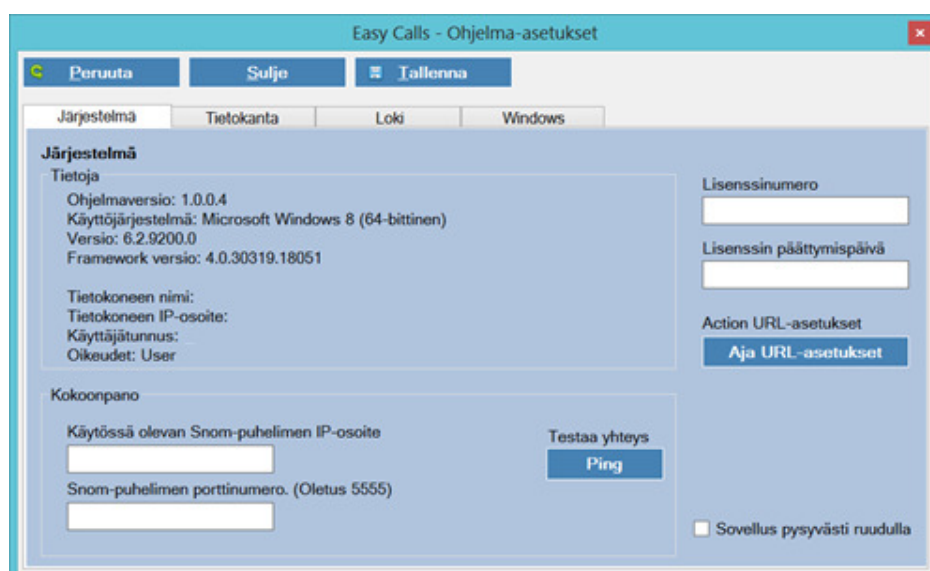 Easy Calls - Ohjelma-asetukset
Peruuta
Sulje
Tallenna
Järjestelmä
Tietokanta
Loki
Windows
Järjestelmä
Tietoja
Ohjelmaversio: 1.0.0.4
Käyttöjärjestelmä: Microsoft Windows 8 (64-bittinen)
Versio: 6.2.9200.0
Framework versio: 4.0.30319.18051
Tietokoneen nimi:
Tietokoneen IP-osoite:
Käyttäjätunnus:
Oikeudet: User
Lisenssinumero
Lisenssin päättymispäivä
Action URL-asetukset
Aja URL-asetukset
Kokoonpano
Käytössä olevan Snom-puhelimen IP-osoite
Testaa yhteys
Ping
Snom-puhelimen porttinumero. (Oletus 5555)
Sovellus pysyvästi ruudulla